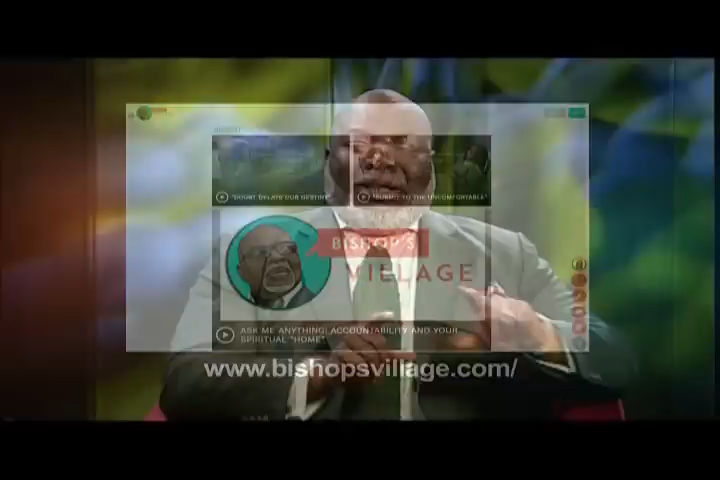 "DOUBT DELAYS OUR DESTINY"
"SUBMIT TO THE UNCOMFORTABLE"
BISHOP'S
VILLAGE
ASK ME ANYTHING: ACCOUNTABILITY AND YOUR
SPIRITUAL "HOME"
www.bishopsvillage.com/